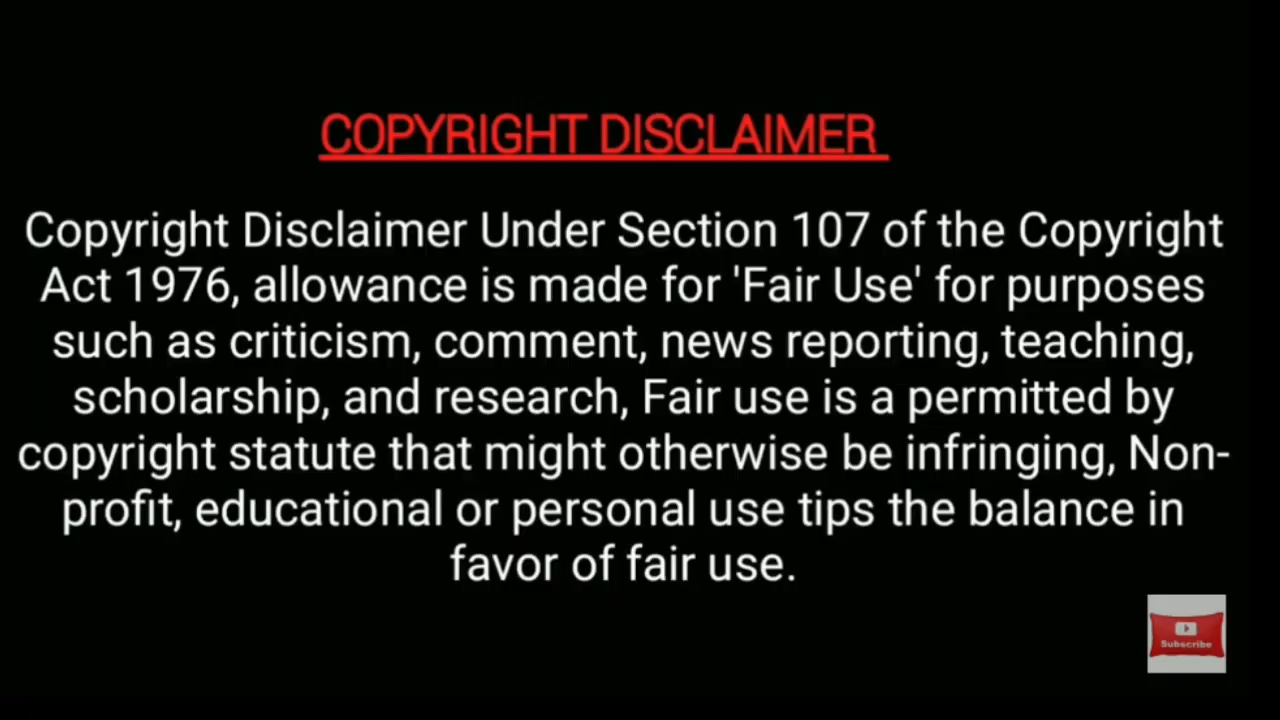 COPYRIGHT DISCLAIMER
Copyright Disclaimer Under Section 107 of the Copyright
Act 1976, allowance is made for 'Fair Use' for purposes
such as criticism, comment, news reporting, teaching,
scholarship, and research, Fair use is a permitted by
copyright statute that might otherwise be infringing, Non-
profit, educational or personal use tips the balance in
favor of fair use.
Subscribe